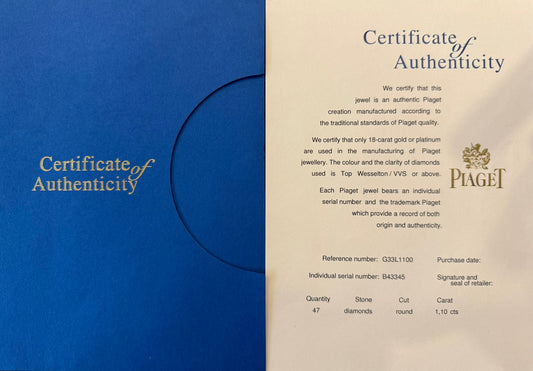 Certificate of
Authenticity
Certificate of
Authenticity
We certify that this
jewel is an authentic Piaget
creation manufactured according to
the traditional standards of Piaget quality.
We certify that only 18-carat gold or platinum
are used in the manufacturing of Piaget
jewellery. The colour and the clarity of diamonds
used is Top Wesselton / VVS or above.
Each Piaget jewel bears an individual
serial number and the trademark Piaget
which provide a record of both
origin and authenticity.
PIAGET
Reference number: G33L1100 Purchase date:
Individual serial number: B43345 Signature and
seal of retailer:
Quantity Stone Cut Carat
47 diamonds round 1,10 cts